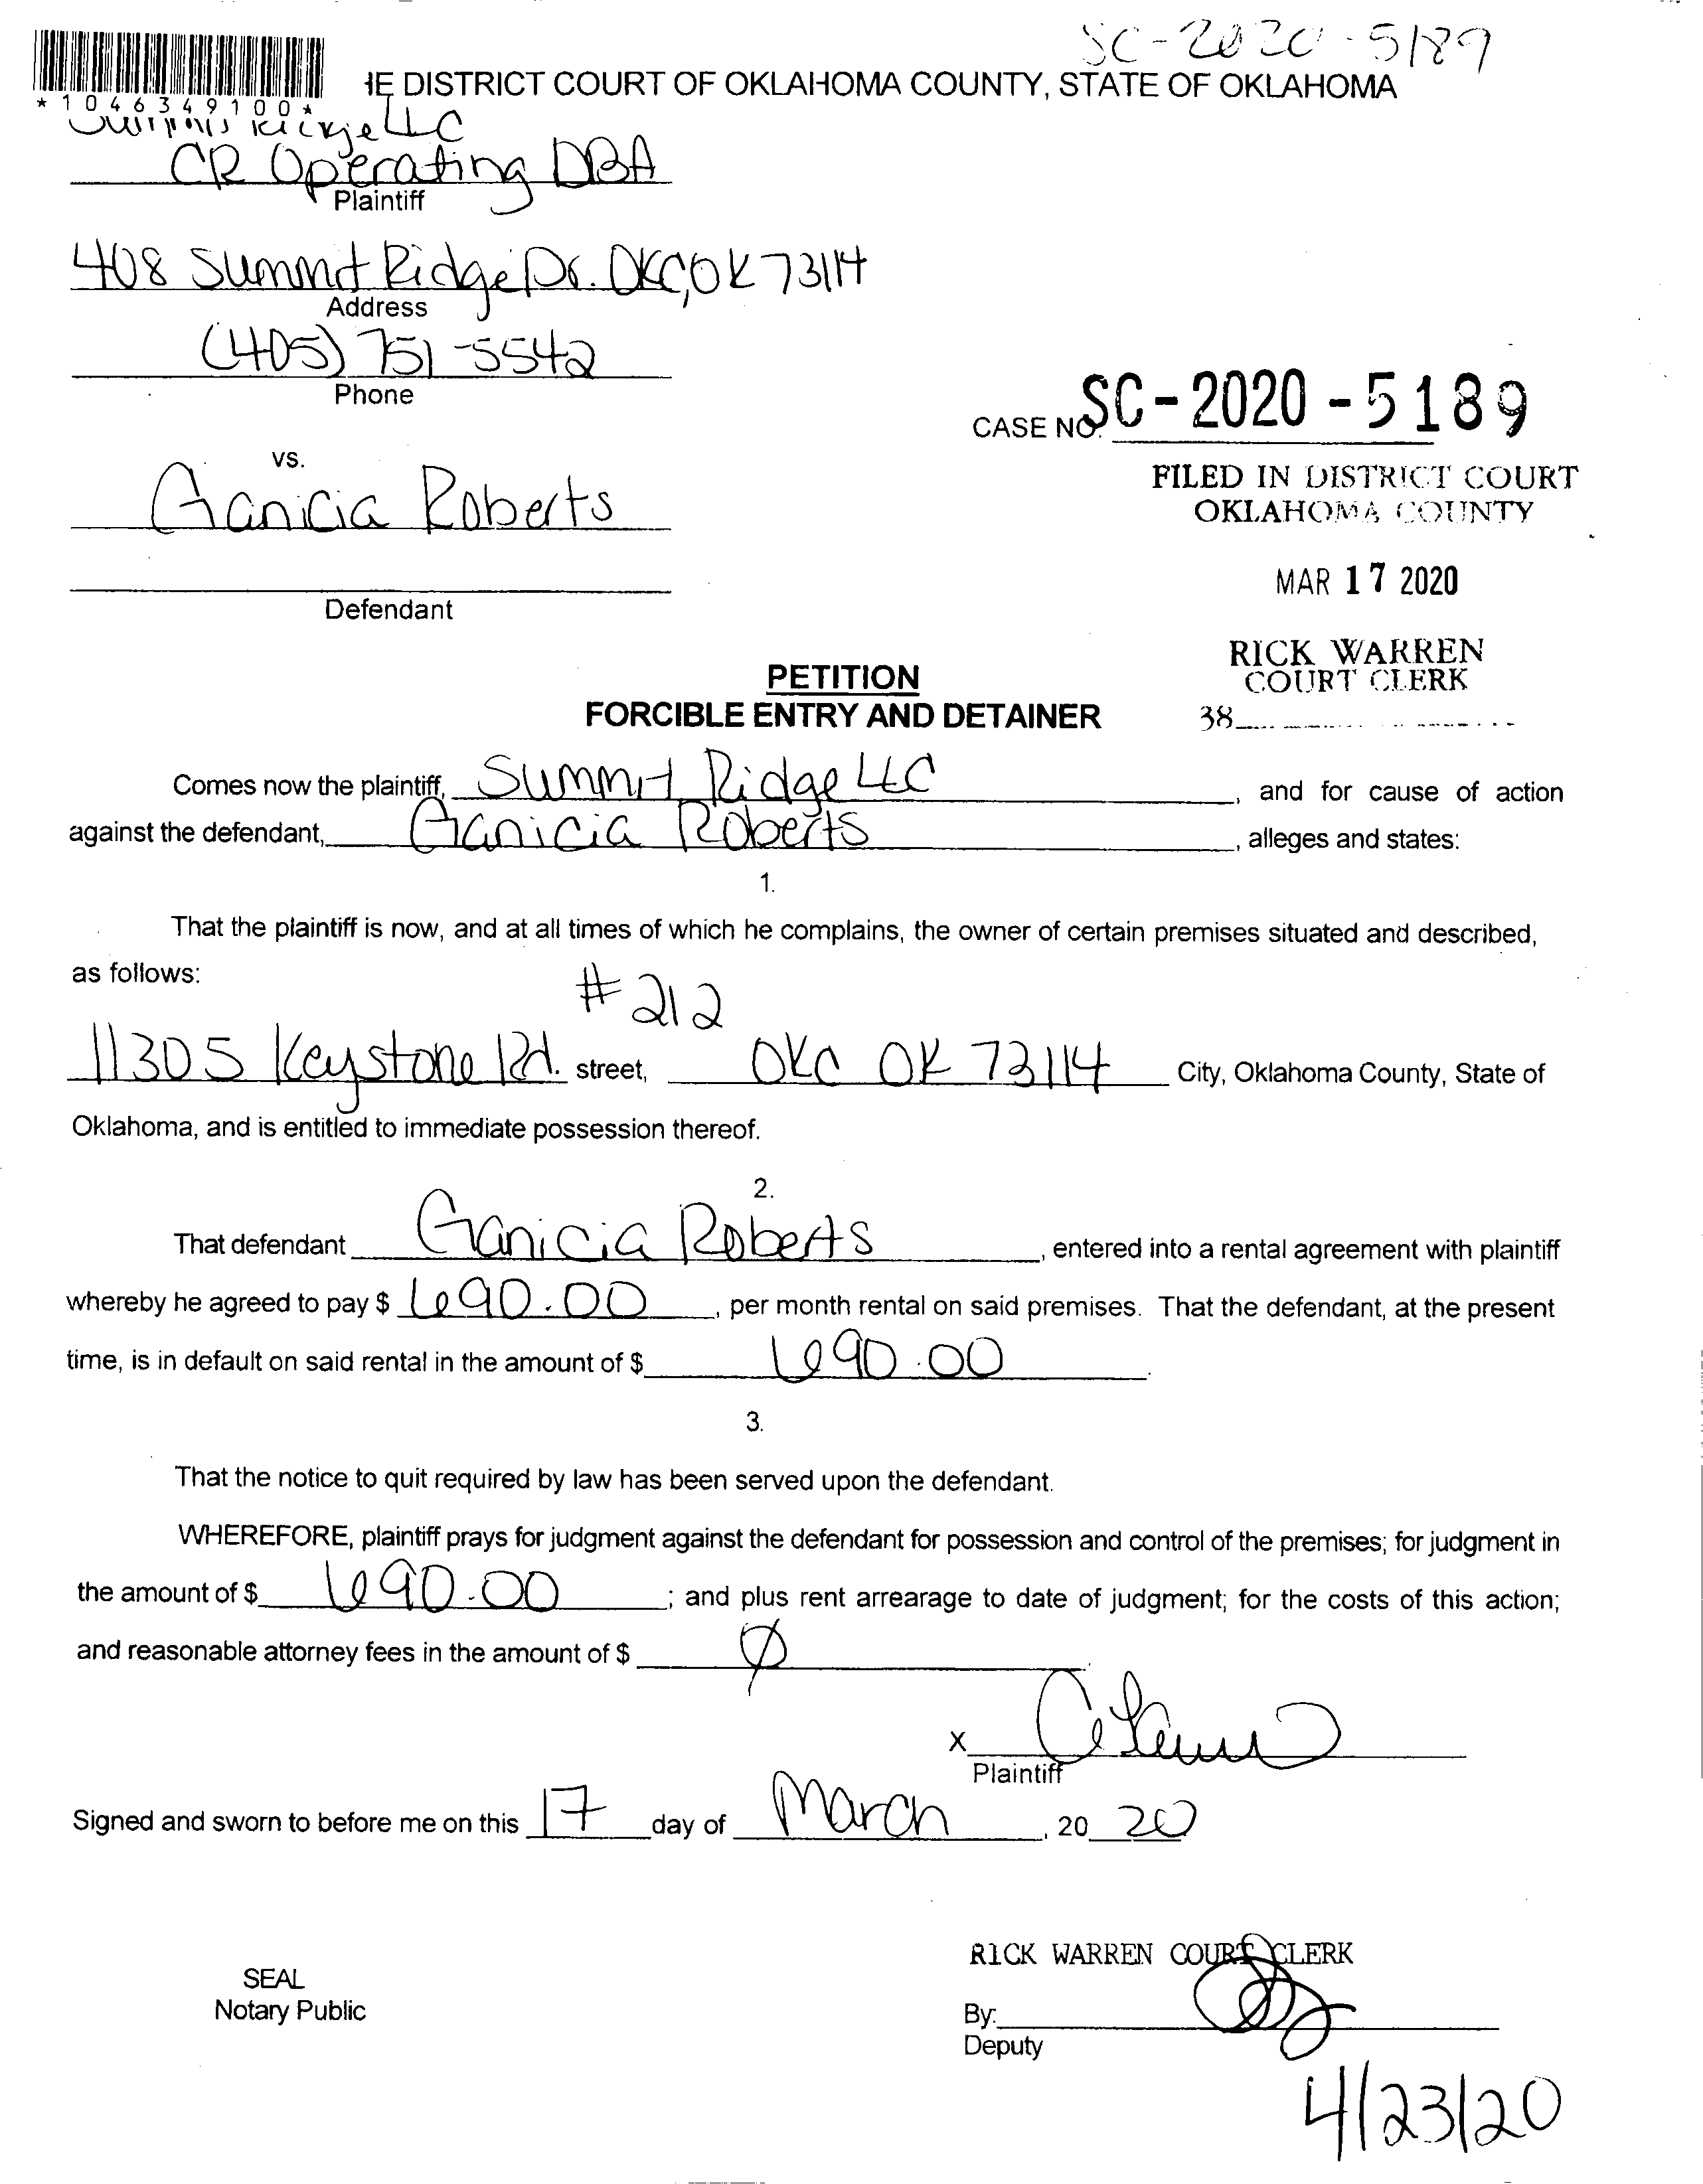 SC-2020-5189
*1046349100*
HE DISTRICT COURT OF OKLAHOMA COUNTY, STATE OF OKLAHOMA
LLC
CR Operating DBA
Plaintiff
408 Summit Ridge Dr. OKC, OK 73114
Address
(405) 751-5542
Phone
CASE NO. SC-2020-5189
vs.
FILED IN DISTRICT COURT
OKLAHOMA COUNTY
Ganicia Roberts
MAR 17 2020
Defendant
RICK WARREN
COURT CLERK
38
PETITION
FORCIBLE ENTRY AND DETAINER
Comes now the plaintiff, Summit Ridge LLC, and for cause of action
against the defendant, Ganicia Roberts, alleges and states:
1.
That the plaintiff is now, and at all times of which he complains, the owner of certain premises situated and described,
as follows:
#212
11305 Keystone Rd. street, OKC OK 73114 City, Oklahoma County, State of
Oklahoma, and is entitled to immediate possession thereof.
2.
That defendant Ganicia Roberts, entered into a rental agreement with plaintiff
whereby he agreed to pay $ 690.00, per month rental on said premises. That the defendant, at the present
time, is in default on said rental in the amount of $ 690.00.
3.
That the notice to quit required by law has been served upon the defendant.
WHEREFORE, plaintiff prays for judgment against the defendant for possession and control of the premises; for judgment in
the amount of $ 690.00; and plus rent arrearage to date of judgment; for the costs of this action;
and reasonable attorney fees in the amount of $ Ø.
X
Plaintiff
Signed and sworn to before me on this 17 day of March, 20 20
RICK WARREN COURT CLERK
SEAL
Notary Public
By:
Deputy
4/23/20